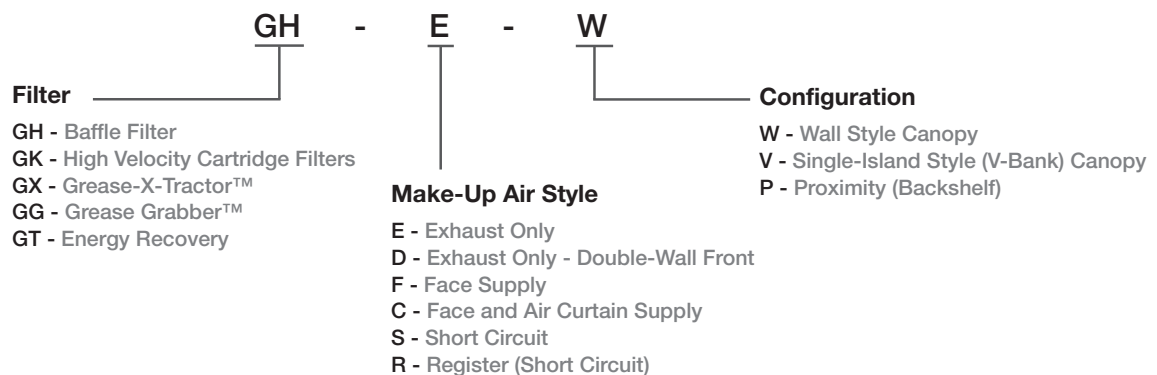 GH - E - W
Filter
GH - Baffle Filter
GK - High Velocity Cartridge Filters
GX - Grease-X-Tractor™
GG - Grease Grabber™
GT - Energy Recovery
Make-Up Air Style
E - Exhaust Only
D - Exhaust Only - Double-Wall Front
F - Face Supply
C - Face and Air Curtain Supply
S - Short Circuit
R - Register (Short Circuit)
Configuration
W - Wall Style Canopy
V - Single-Island Style (V-Bank) Canopy
P - Proximity (Backshelf)